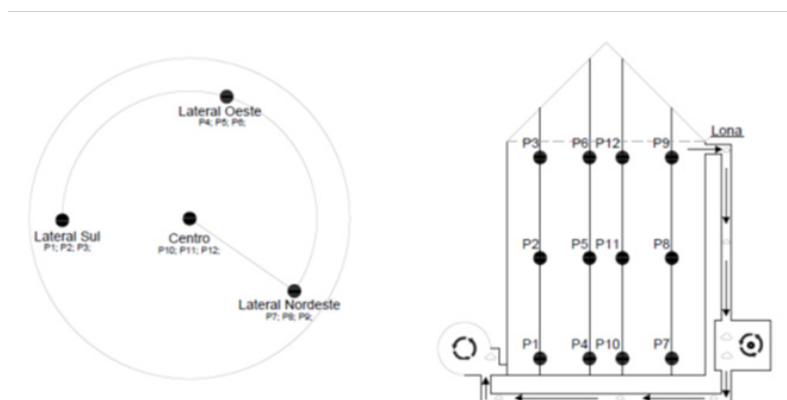 Lateral Oeste
P4; P5; P6;
Lateral Sul
P1; P2; P3;
Centro
P10; P11; P12;
Lateral Nordeste
P7; P8; P9;
Lona
P3 P6 P12 P9
P2 P5 P11 P8
P1 P4 P10 P7